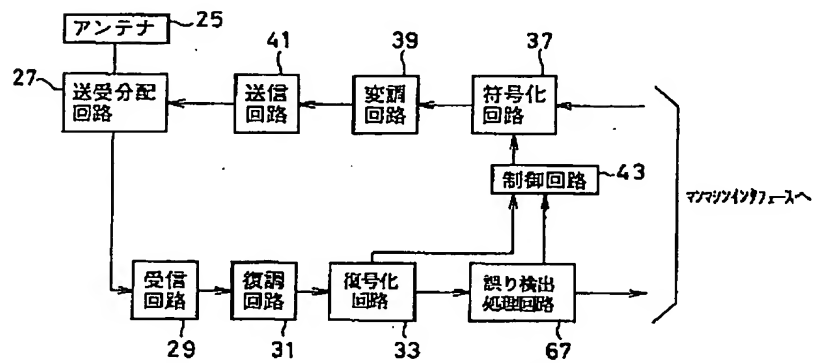 アンテナ
25
27
送受分配
回路
41
送信
回路
39
変調
回路
37
符号化
回路
制御回路
43
マンマシンインタフェースへ
受信
回路
29
復調
回路
31
復号化
回路
33
誤り検出
処理回路
67